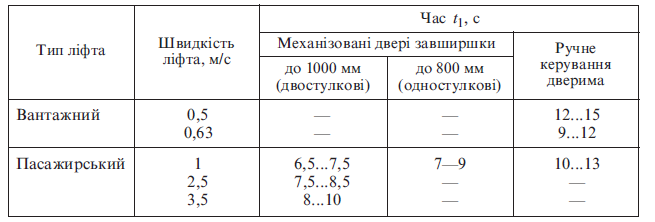 Тип ліфта Швидкість ліфта, м/с Час t₁, с
Механізовані двері завширшки Ручне керування дверима
до 1000 мм (двостулкові) до 800 мм (одностулкові)
Вантажний 0,5 — — 12...15
0,63 — — 9...12
Пасажирський 1 6,5...7,5 7—9 10...13
2,5 7,5...8,5 — —
3,5 8...10 — —